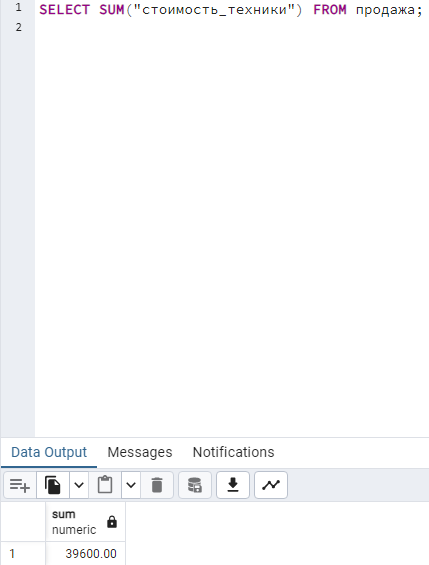 1 SELECT SUM("стоимость_техники") FROM продажа;
2
Data Output Messages Notifications
sum
numeric
1 39600.00